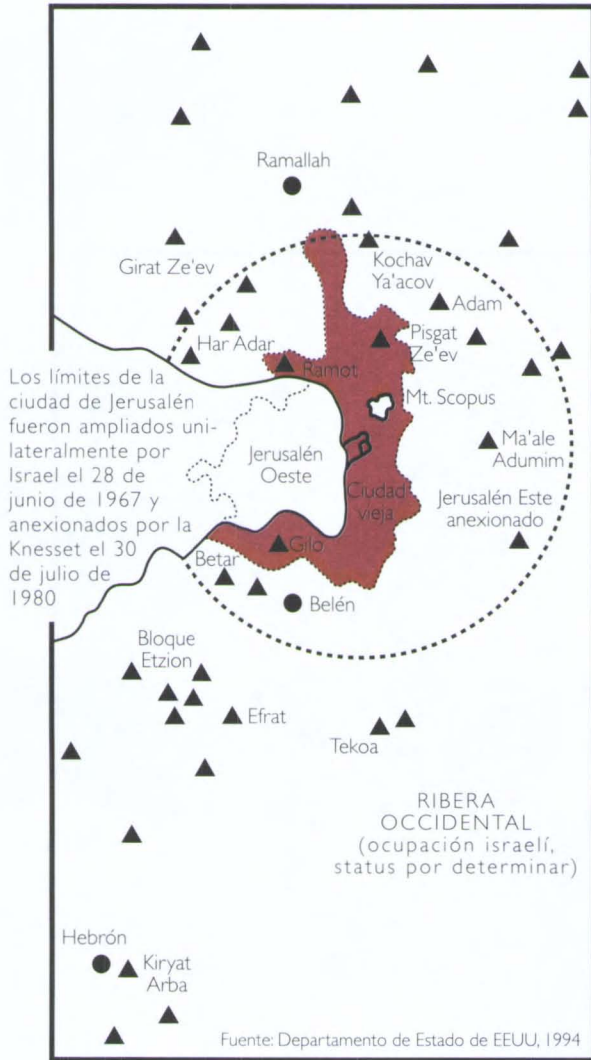 Ramallah
Girat Ze'ev
Kochav
Ya'acov
Adam
Har Adar
Pisgat
Ze'ev
Ramot
Los límites de la
ciudad de Jerusalén
fueron ampliados uni-
lateralmente por
Israel el 28 de
junio de 1967 y
anexionados por la
Knesset el 30
de julio de
1980
Mt. Scopus
Jerusalén
Oeste
Ma'ale
Adumim
Ciudad
vieja
Jerusalén Este
anexionado
Gilo
Betar
Belén
Bloque
Etzion
Efrat
Tekoa
RIBERA
OCCIDENTAL
(ocupación israelí,
status por determinar)
Hebrón
Kiryat
Arba
Fuente: Departamento de Estado de EEUU, 1994